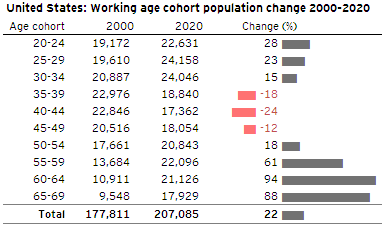 United States: Working age cohort population change 2000-2020
Age cohort 2000 2020 Change (%)
20-24 19,172 22,631 28
25-29 19,610 24,158 23
30-34 20,887 24,046 15
35-39 22,976 18,840 -18
40-44 22,846 17,362 -24
45-49 20,516 18,054 -12
50-54 17,661 20,843 18
55-59 13,684 22,096 61
60-64 10,911 21,126 94
65-69 9,548 17,929 88
Total 177,811 207,085 22